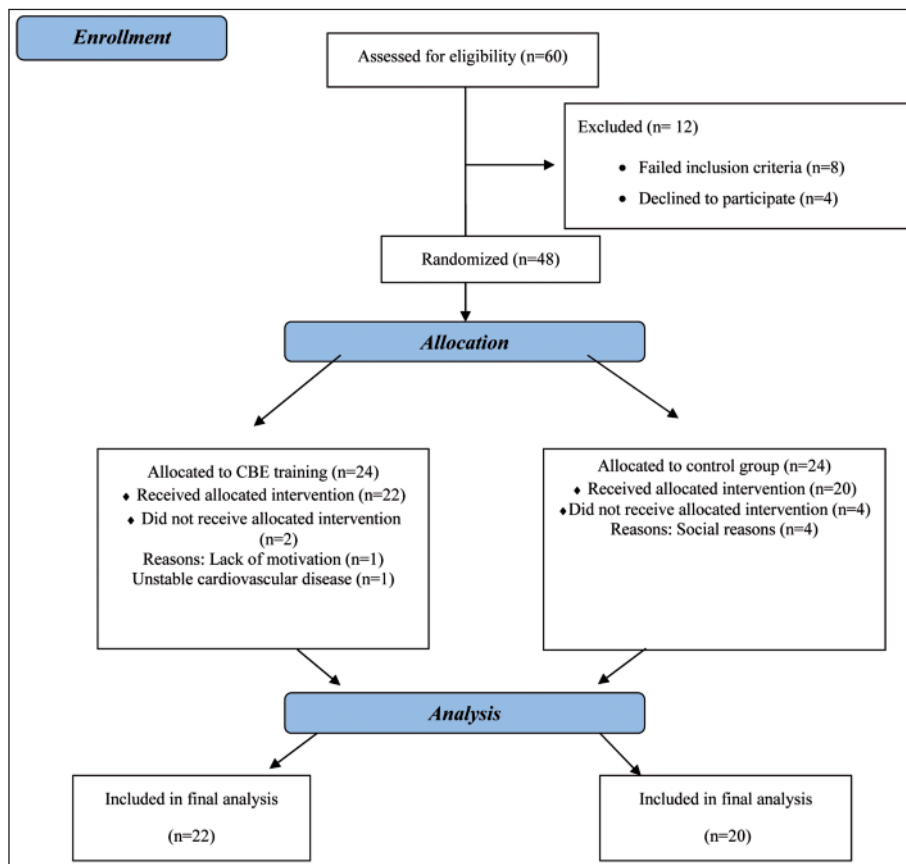 Enrollment
Assessed for eligibility (n=60)
Excluded (n= 12)
• Failed inclusion criteria (n=8)
• Declined to participate (n=4)
Randomized (n=48)
Allocation
Allocated to CBE training (n=24)
♦ Received allocated intervention (n=22)
♦ Did not receive allocated intervention
(n=2)
Reasons: Lack of motivation (n=1)
Unstable cardiovascular disease (n=1)
Allocated to control group (n=24)
♦ Received allocated intervention (n=20)
♦Did not receive allocated intervention (n=4)
Reasons: Social reasons (n=4)
Analysis
Included in final analysis
(n=22)
Included in final analysis
(n=20)